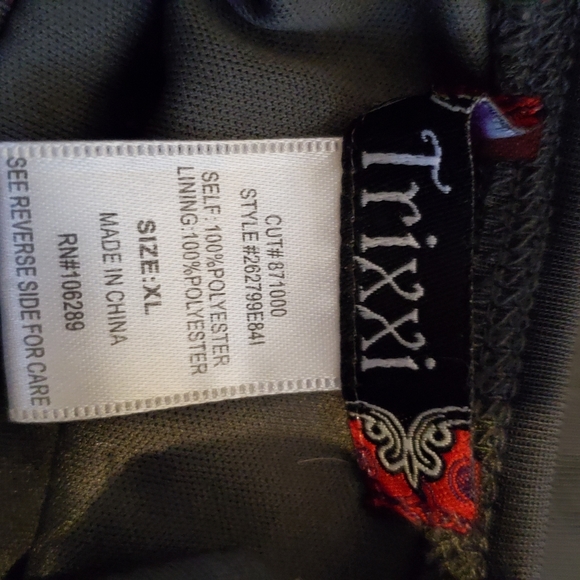 Trixxi
CUT# 871000
STYLE #262799E84I
SELF: 100%POLYESTER
LINING:100%POLYESTER
SIZE:XL
MADE IN CHINA
RN#106289
SEE REVERSE SIDE FOR CARE